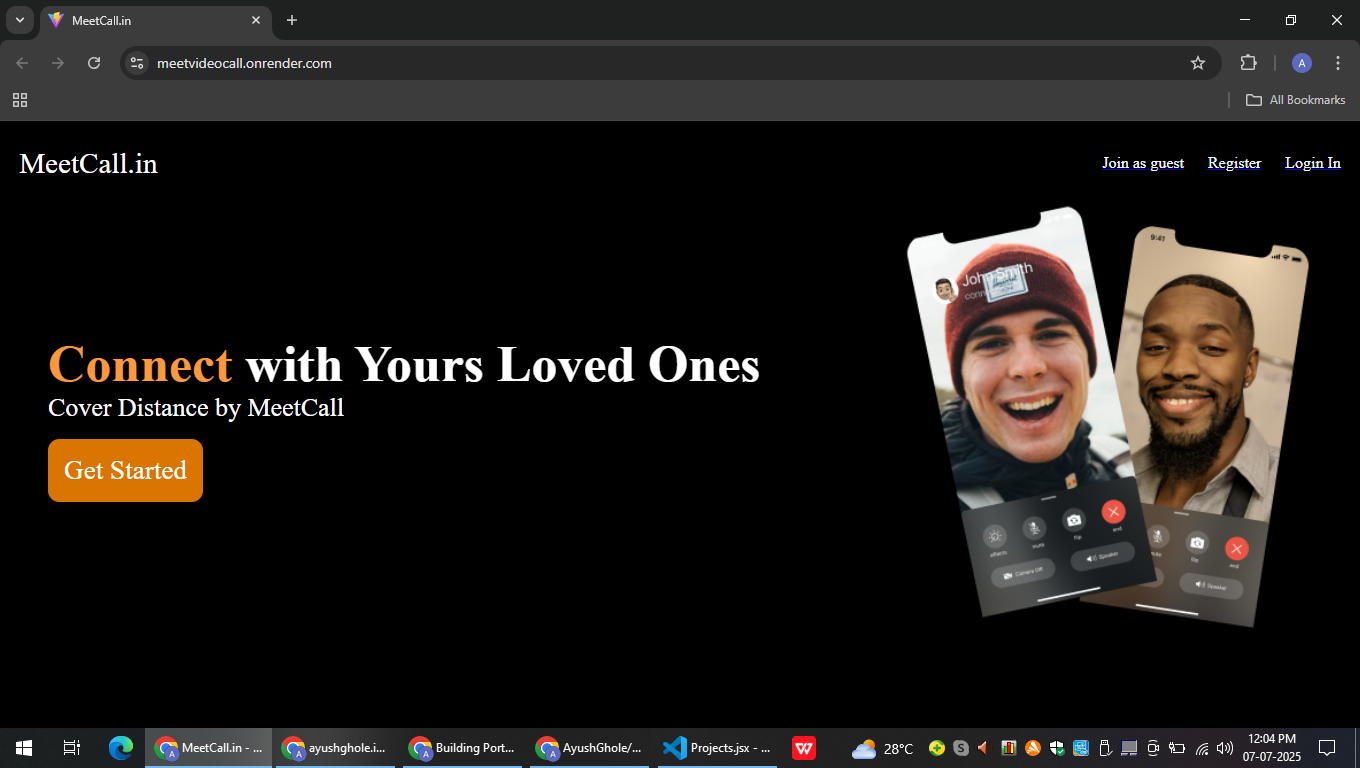 MeetCall.in
meetvideocall.onrender.com
A
All Bookmarks
MeetCall.in
Join as guest
Register
Login In
John Smith
9:41
Connect with Yours Loved Ones
Cover Distance by MeetCall
Get Started
effects
mute
flip
end
Camera Off
Speaker
flip
end
Speaker
MeetCall.in - ...
ayushghole.i...
Building Port...
AyushGhole/...
Projects.jsx - ...
28°C
12:04 PM
07-07-2025